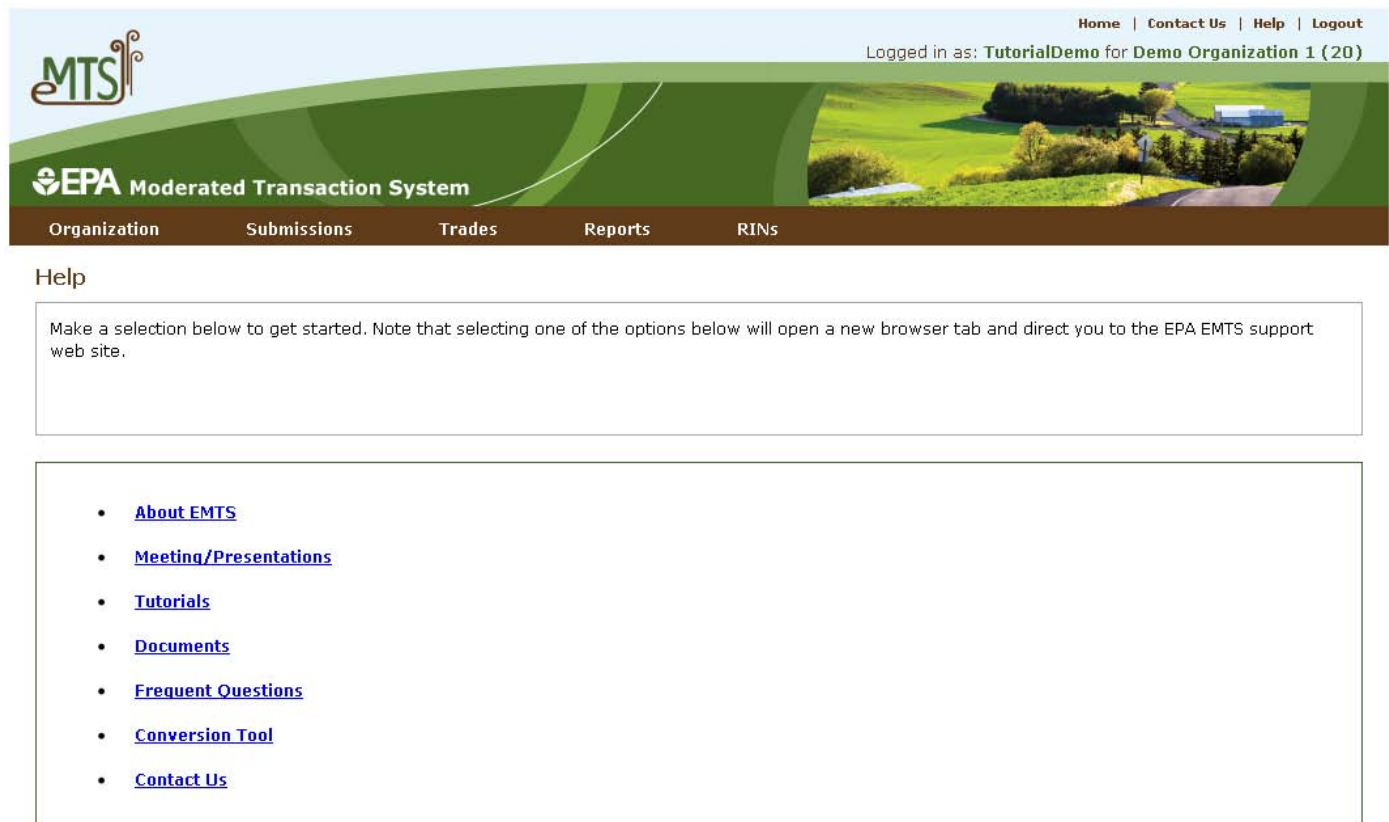 Home | Contact Us | Help | Logout
Logged in as: TutorialDemo for Demo Organization 1 (20)
eMTS
EPA Moderated Transaction System
Organization Submissions Trades Reports RINs
Help
Make a selection below to get started. Note that selecting one of the options below will open a new browser tab and direct you to the EPA EMTS support
web site.
• About EMTS
• Meeting/Presentations
• Tutorials
• Documents
• Frequent Questions
• Conversion Tool
• Contact Us